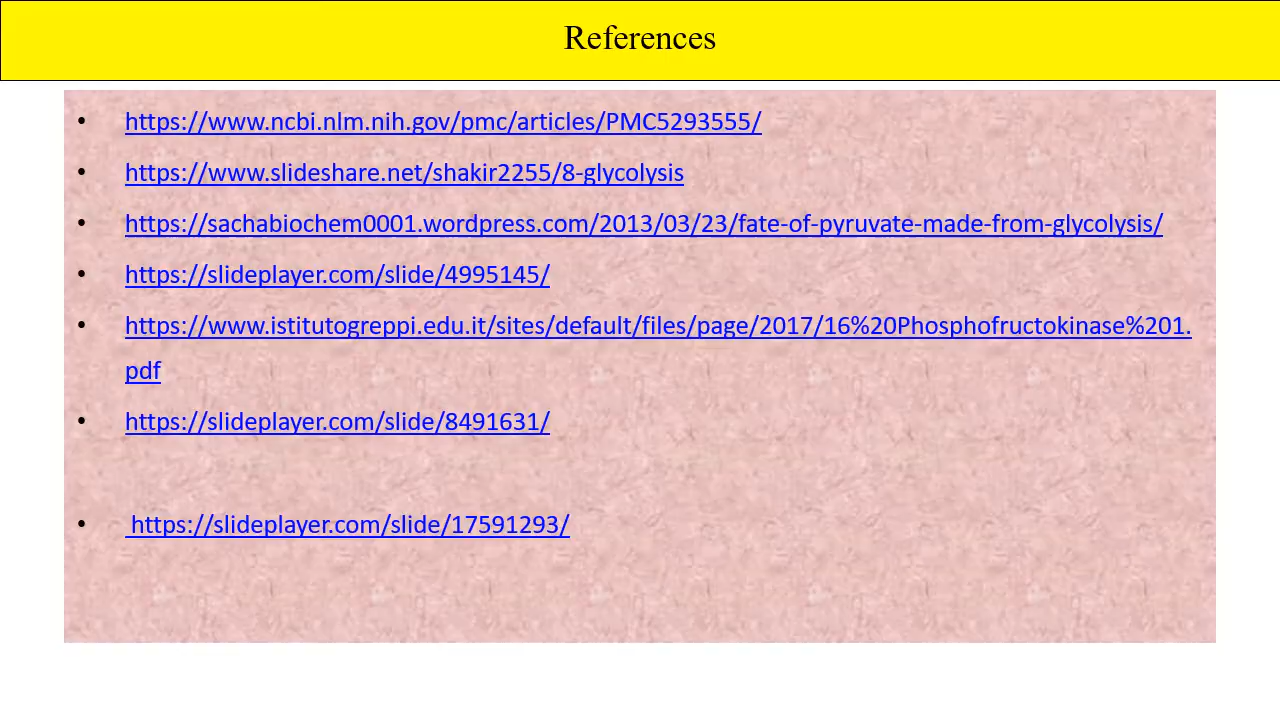 References
• https://www.ncbi.nlm.nih.gov/pmc/articles/PMC5293555/
• https://www.slideshare.net/shakir2255/8-glycolysis
• https://sachabiochem0001.wordpress.com/2013/03/23/fate-of-pyruvate-made-from-glycolysis/
• https://slideplayer.com/slide/4995145/
• https://www.istitutogreppi.edu.it/sites/default/files/page/2017/16%20Phosphofructokinase%201.
pdf
• https://slideplayer.com/slide/8491631/
• https://slideplayer.com/slide/17591293/